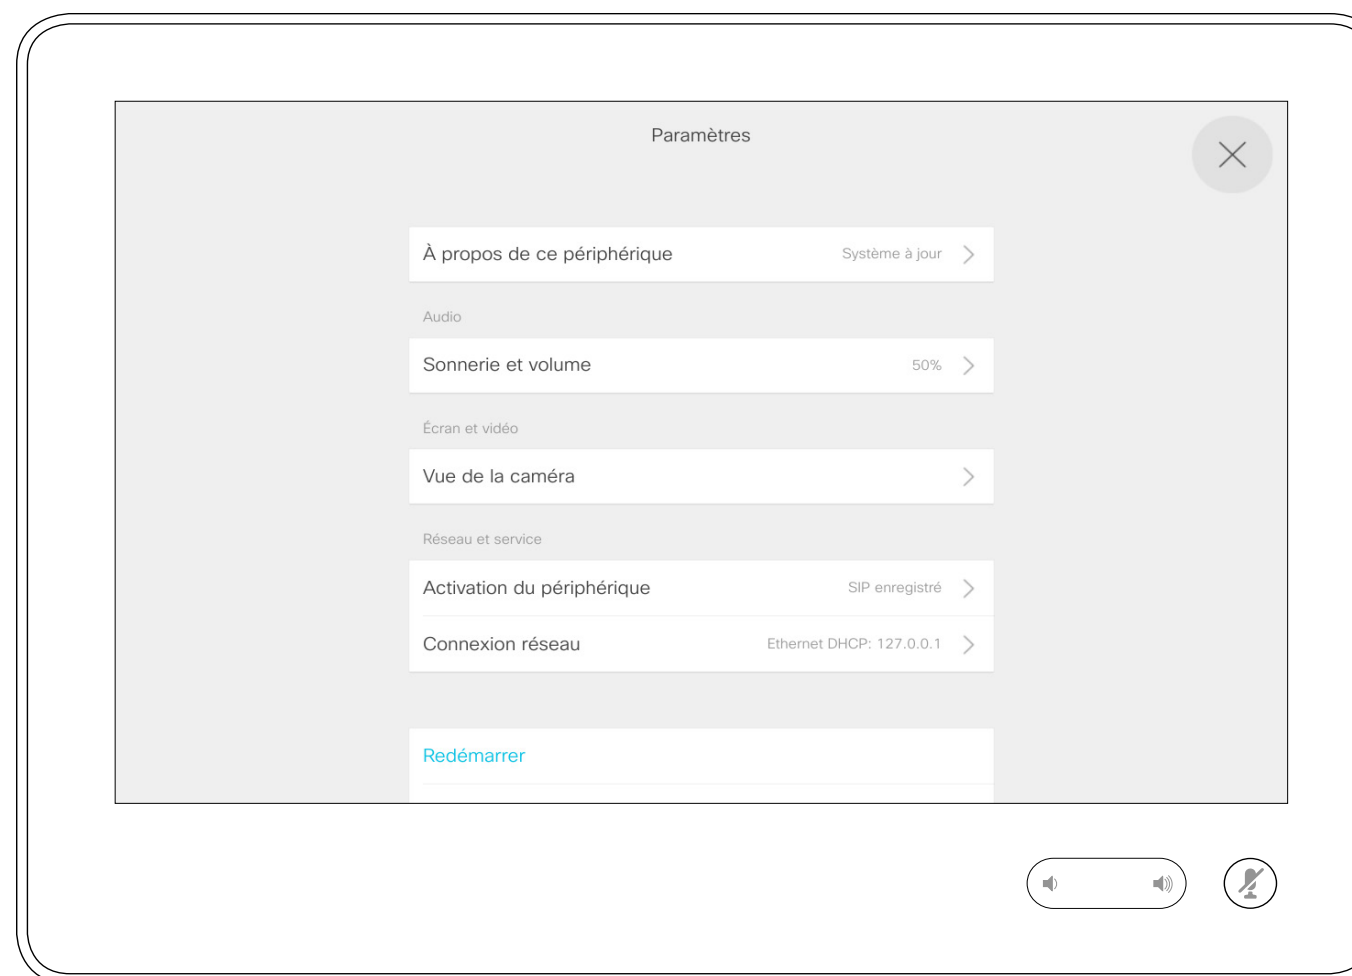 Paramètres
À propos de ce périphérique Système à jour
Audio
Sonnerie et volume 50%
Écran et vidéo
Vue de la caméra
Réseau et service
Activation du périphérique SIP enregistré
Connexion réseau Ethernet DHCP: 127.0.0.1
Redémarrer